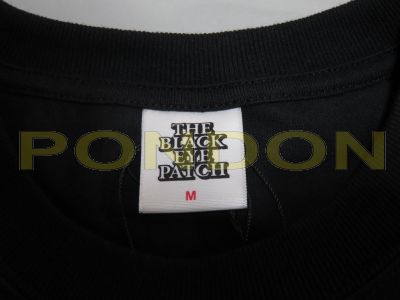 THE
BLACK
EYE
PATCH
M
PONDON